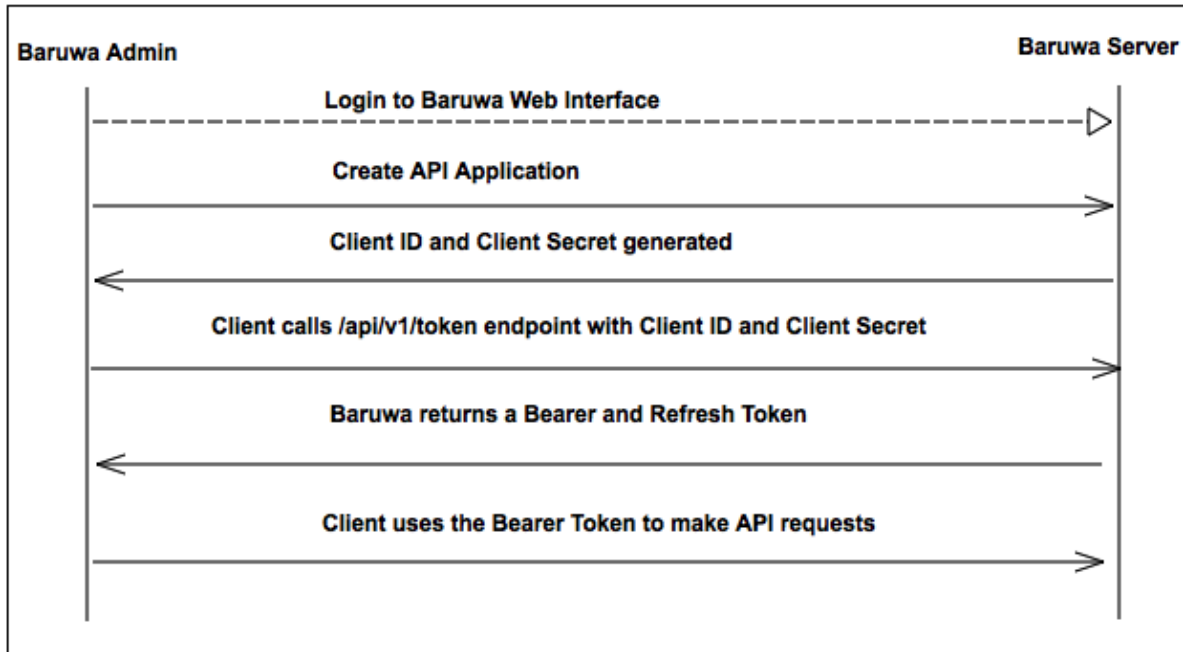 Baruwa Admin
Baruwa Server
Login to Baruwa Web Interface
Create API Application
Client ID and Client Secret generated
Client calls /api/v1/token endpoint with Client ID and Client Secret
Baruwa returns a Bearer and Refresh Token
Client uses the Bearer Token to make API requests